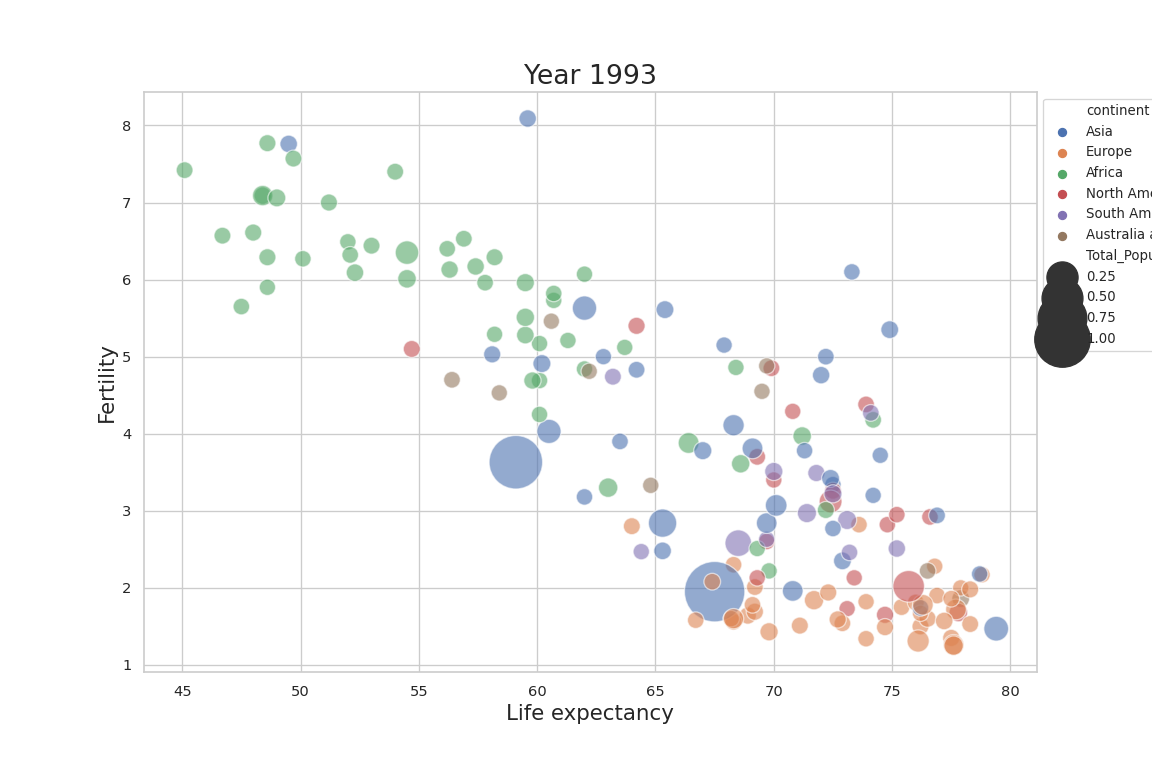 Year 1993
8
7
6
5
4
3
2
1
Fertility
45
50
55
60
65
70
75
80
Life expectancy
continent
Asia
Europe
Africa
North Ame
South Am
Australia a
Total_Popu
0.25
0.50
0.75
1.00